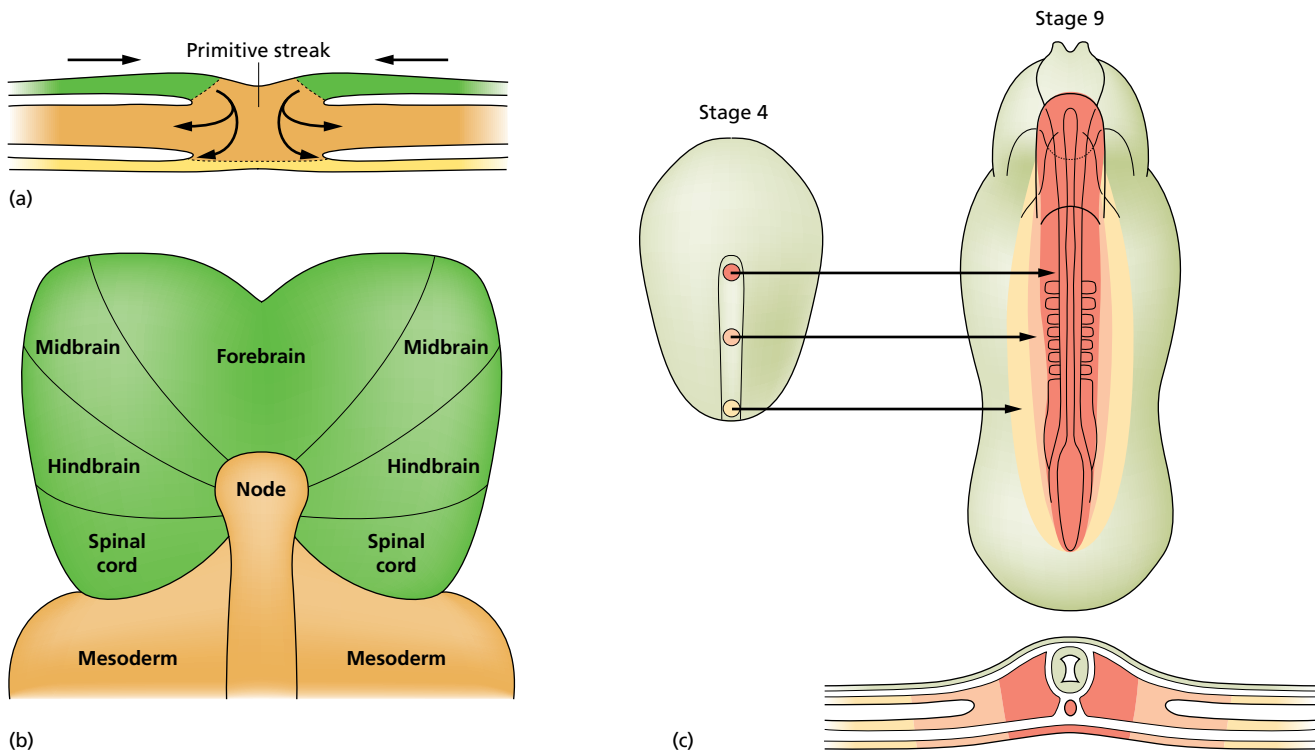 Primitive streak
(a)
Midbrain
Forebrain
Midbrain
Hindbrain
Node
Hindbrain
Spinal
cord
Spinal
cord
Mesoderm
Mesoderm
(b)
Stage 4
Stage 9
(c)